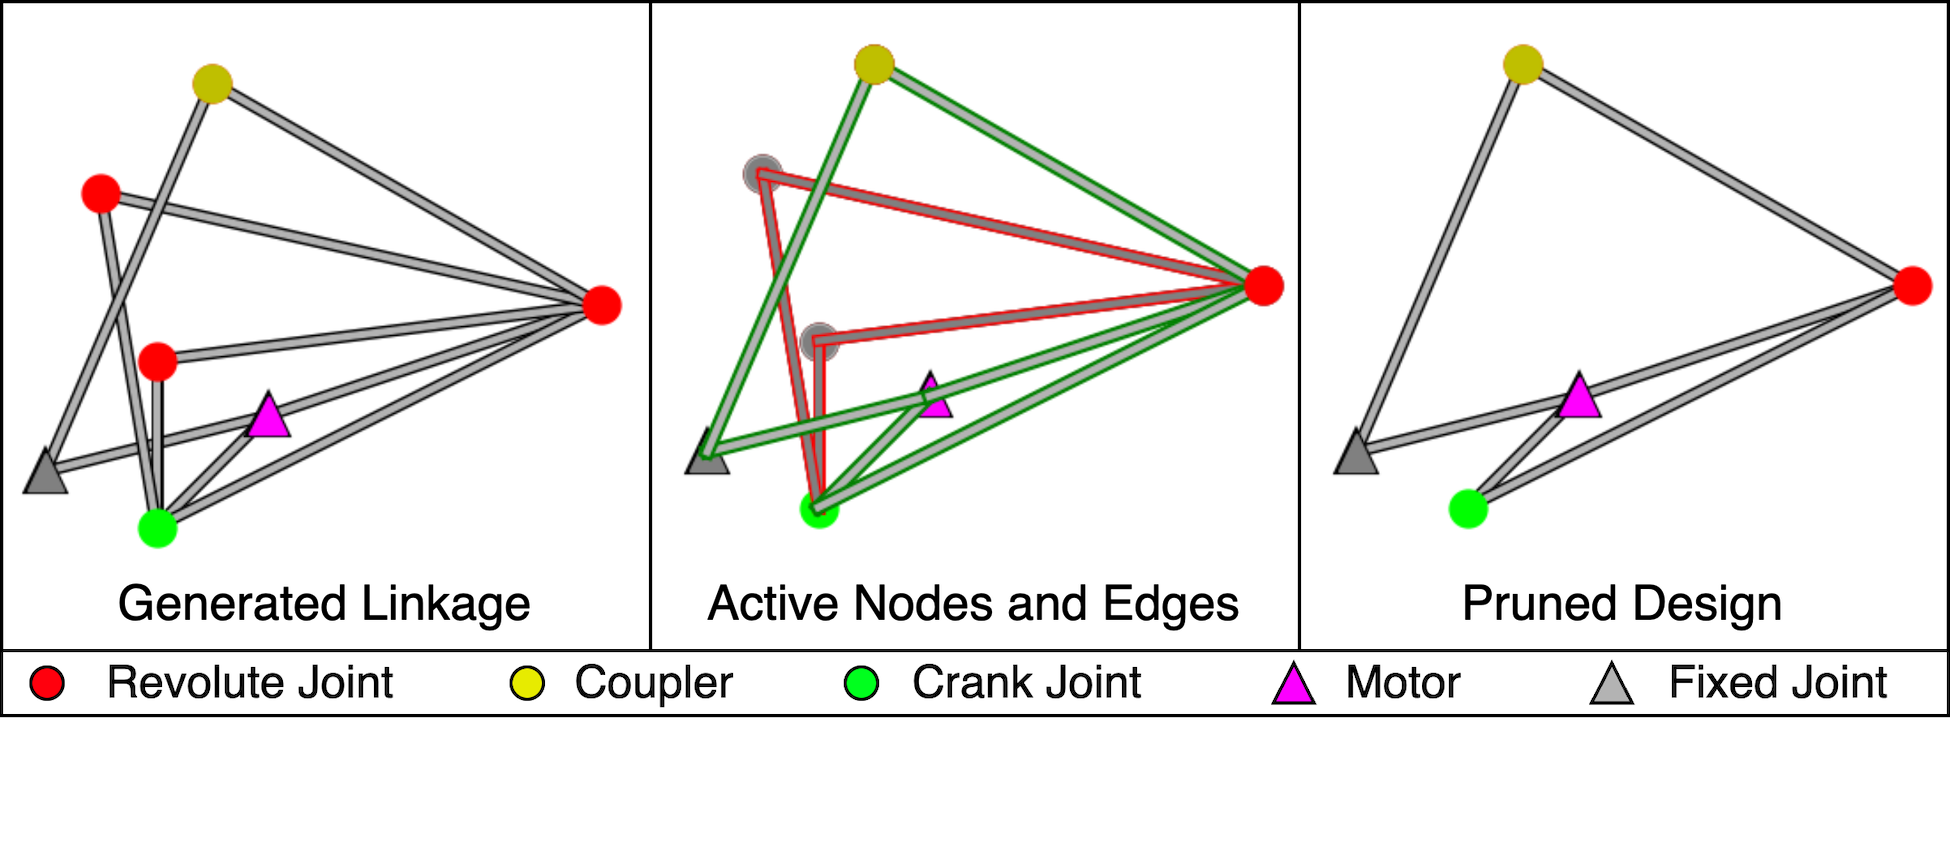 Generated Linkage
Active Nodes and Edges
Pruned Design
Revolute Joint Coupler Crank Joint Motor Fixed Joint